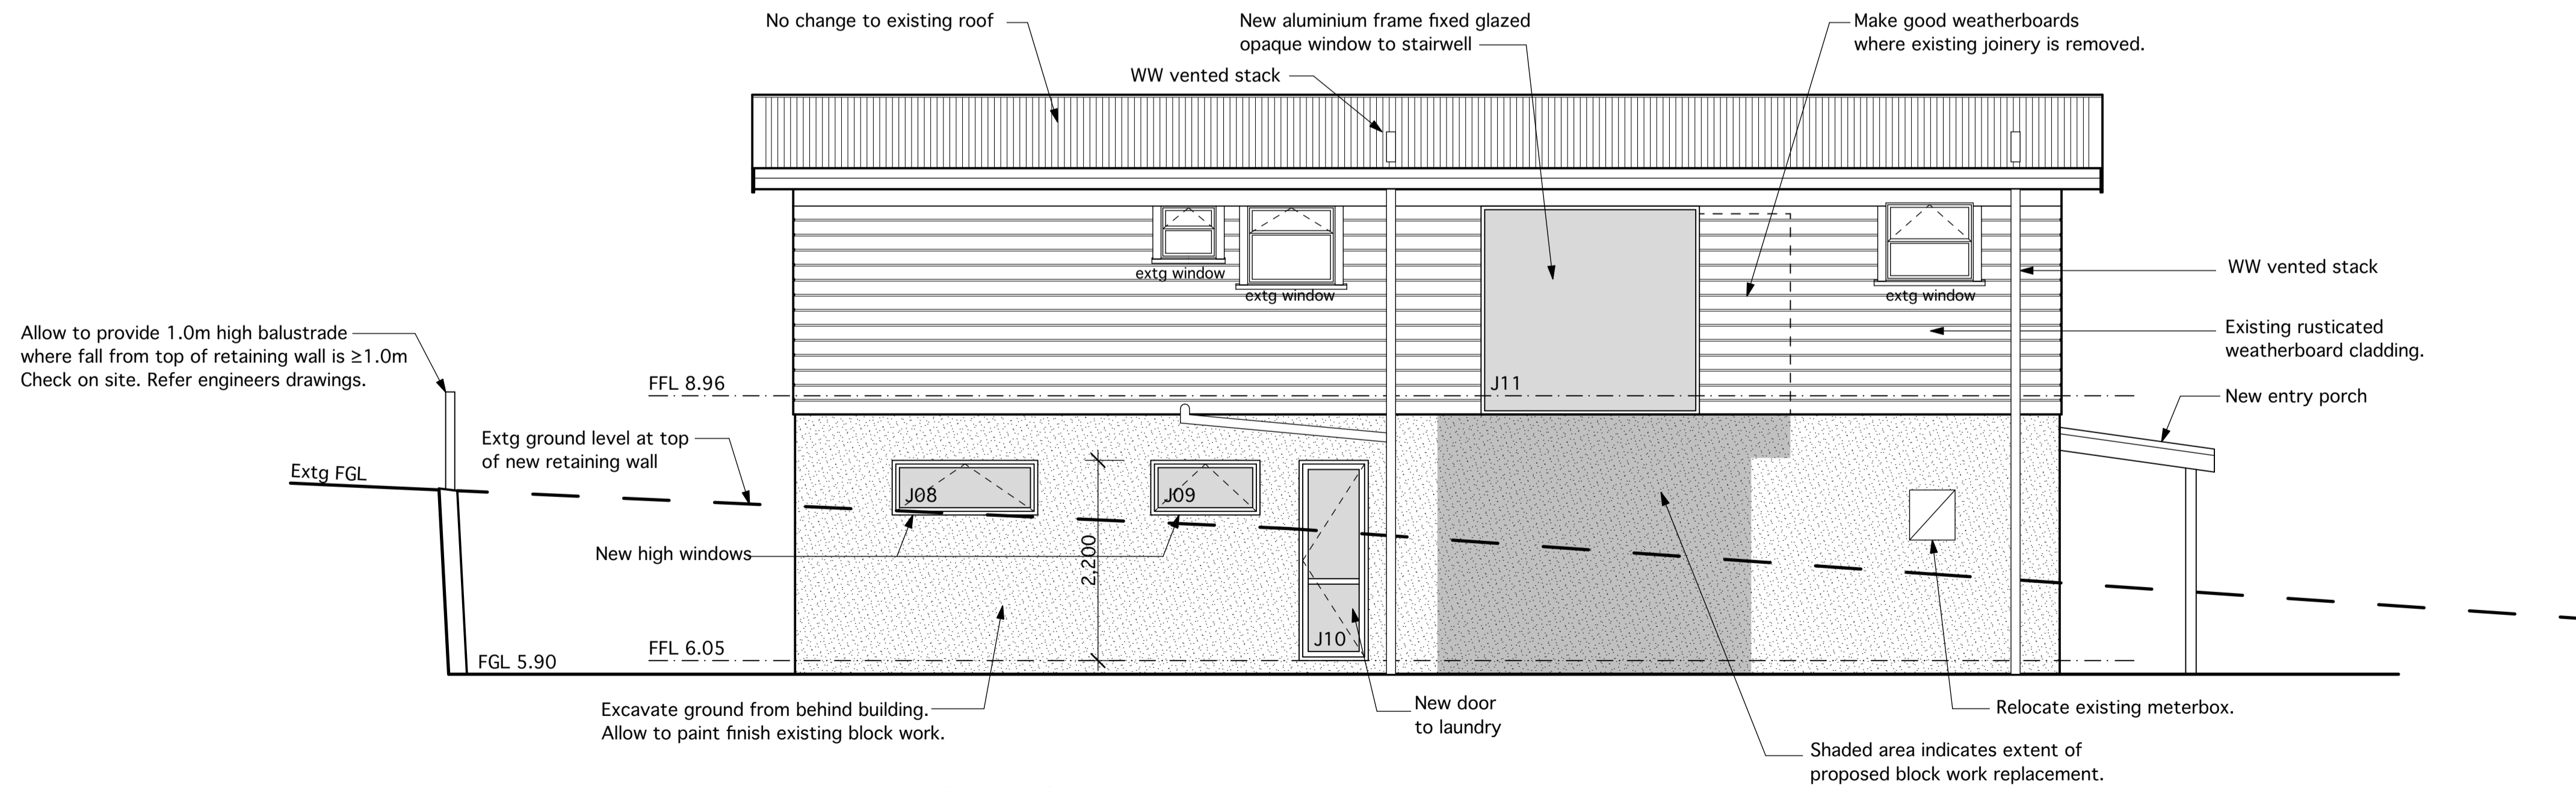 No change to existing roof
New aluminium frame fixed glazed
opaque window to stairwell
WW vented stack
Make good weatherboards
where existing joinery is removed.
extg window
extg window
extg window
WW vented stack
Existing rusticated
weatherboard cladding.
Allow to provide 1.0m high balustrade
where fall from top of retaining wall is ≥1.0m
Check on site. Refer engineers drawings.
FFL 8.96
J11
New entry porch
Extg ground level at top
of new retaining wall
Extg FGL
J08
J09
New high windows
2,200
J10
FFL 6.05
FGL 5.90
Excavate ground from behind building.
Allow to paint finish existing block work.
New door
to laundry
Relocate existing meterbox.
Shaded area indicates extent of
proposed block work replacement.